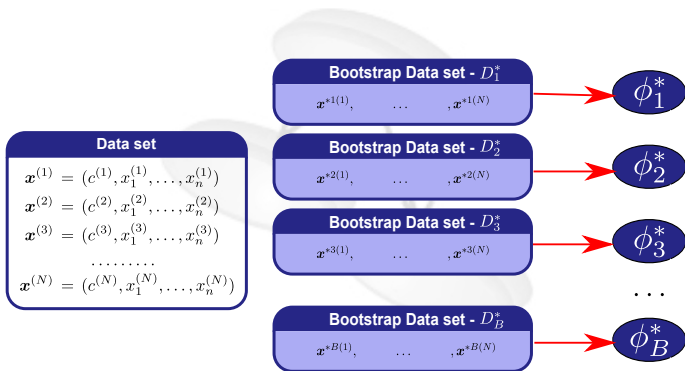 Data set
x^{(1)} = (c^{(1)}, x_1^{(1)}, . . . , x_n^{(1)})
x^{(2)} = (c^{(2)}, x_1^{(2)}, . . . , x_n^{(2)})
x^{(3)} = (c^{(3)}, x_1^{(3)}, . . . , x_n^{(3)})
.........
x^{(N)} = (c^{(N)}, x_1^{(N)}, . . . , x_n^{(N)})
Bootstrap Data set - D_1^*
x^{*1(1)}, . . . , x^{*1(N)}
ϕ_1^*
Bootstrap Data set - D_2^*
x^{*2(1)}, . . . , x^{*2(N)}
ϕ_2^*
Bootstrap Data set - D_3^*
x^{*3(1)}, . . . , x^{*3(N)}
ϕ_3^*
. . .
Bootstrap Data set - D_B^*
x^{*B(1)}, . . . , x^{*B(N)}
ϕ_B^*